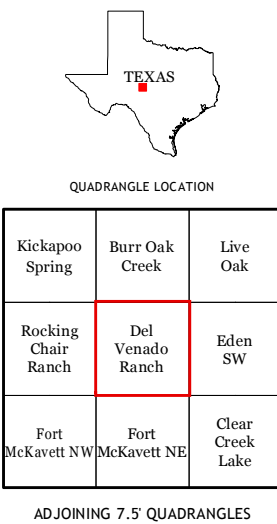 TEXAS
QUADRANGLE LOCATION
Kickapoo
Spring
Burr Oak
Creek
Live
Oak
Rocking
Chair
Ranch
Del
Venado
Ranch
Eden
SW
Fort
McKavett NW
Fort
McKavett NE
Clear
Creek
Lake
ADJOINING 7.5' QUADRANGLES